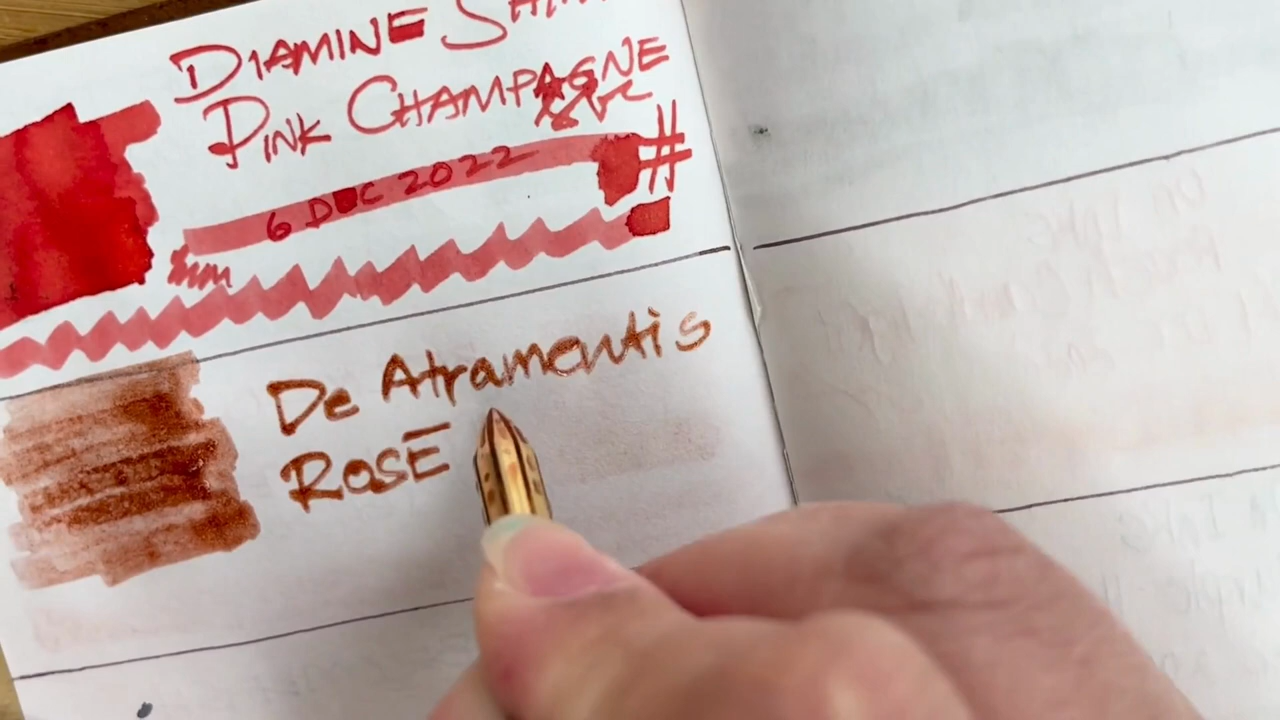 DIAMINE
PINK CHAMPAGNE
6 DEC 2022
#
De Atramentis
ROSE